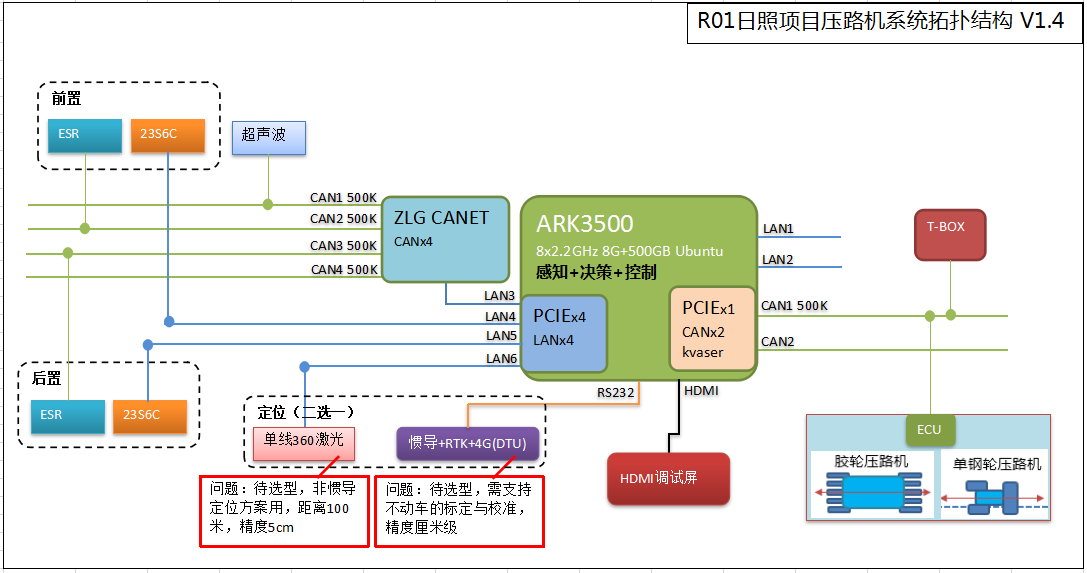 R01日照项目压路机系统拓扑结构 V1.4
前置
ESR
23S6C
超声波
CAN1 500K
CAN2 500K
CAN3 500K
CAN4 500K
ZLG CANET
CANx4
ARK3500
8x2.2GHz 8G+500GB Ubuntu
感知+决策+控制
LAN1
LAN2
T-BOX
LAN3
LAN4
LAN5
LAN6
PCIEx4
LANx4
PCIEx1
CANx2
kvaser
CAN1 500K
CAN2
RS232
HDMI
后置
ESR
23S6C
定位（二选一）
单线360激光
惯导+RTK+4G(DTU)
问题：待选型，非惯导
定位方案用，距离100
米，精度5cm
问题：待选型，需支持
不动车的标定与校准，
精度厘米级
HDMI调试屏
ECU
胶轮压路机
单钢轮压路机